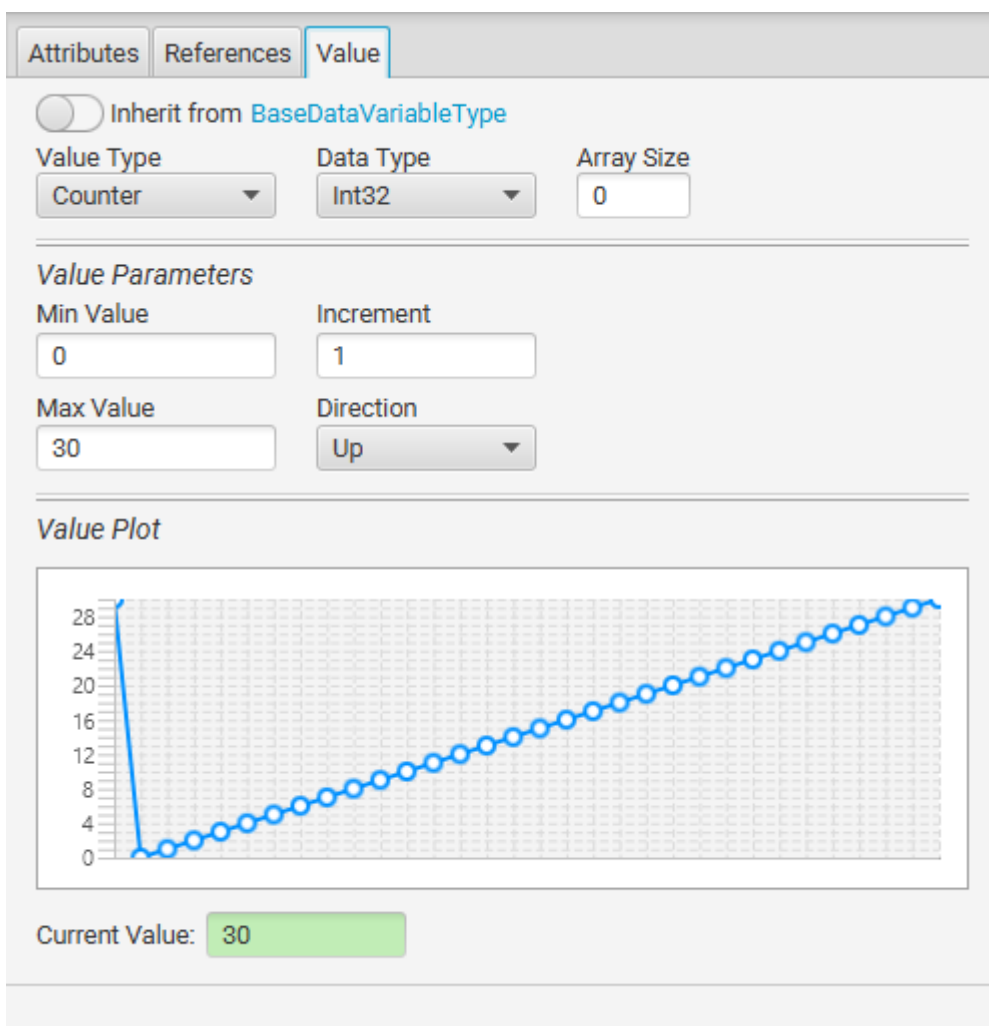 Attributes References Value
Inherit from BaseDataVariableType
Value Type Data Type Array Size
Counter Int32 0
Value Parameters
Min Value Increment
0 1
Max Value Direction
30 Up
Value Plot
28
24
20
16
12
8
4
0
Current Value: 30